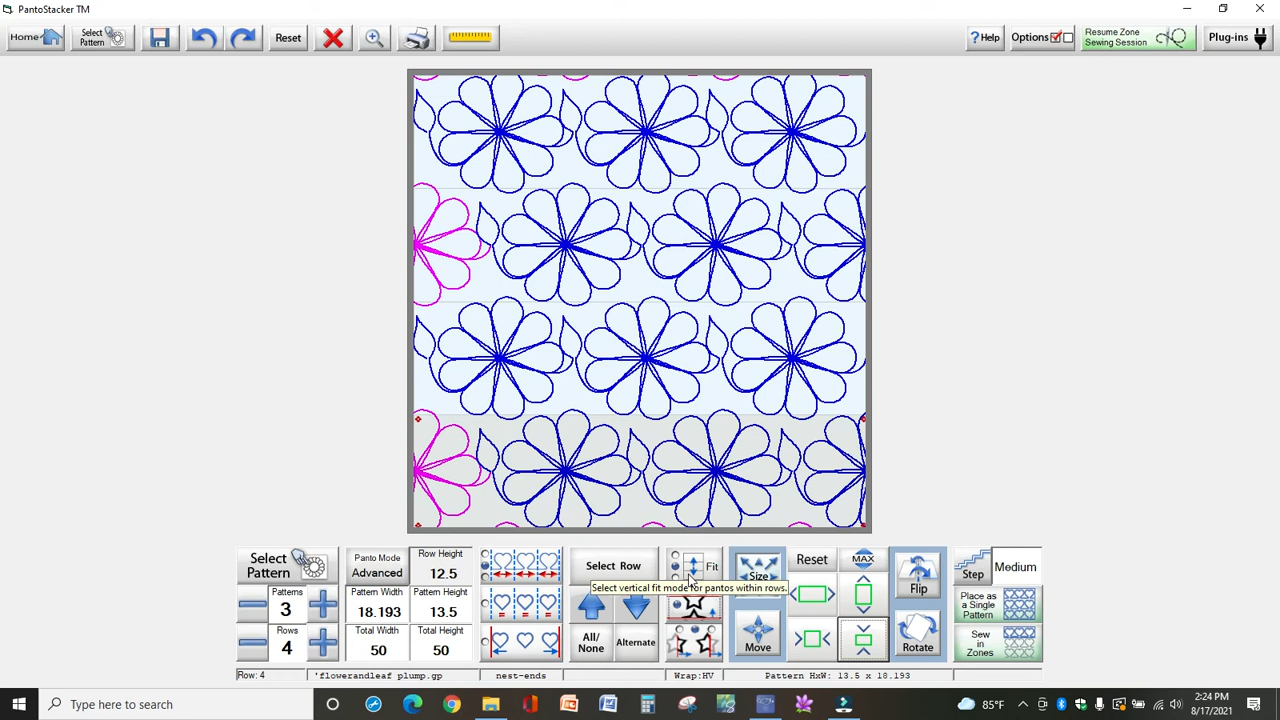 PantoStacker TM
Home
Select
Pattern
Reset
?Help
Options
Resume Zone
Sewing Session
Plug-ins
Select
Pattern
Panto Mode
Advanced
Row Height
12.5
Patterns
3
Pattern Width
18.193
Pattern Height
13.5
Rows
4
Total Width
50
Total Height
50
Select Row
All/
None
Alternate
Fit
Select vertical fit mode for pantos within rows.
Size
Move
Reset
MAX
Flip
Rotate
Step
Medium
Place as
a Single
Pattern
Sew
in
Zones
Row: 4
'flowerandleaf plump.gp
nest-ends
Wrap:HV
Pattern HxW: 13.5 x 18.193
Type here to search
85°F
2:24 PM
8/17/2021